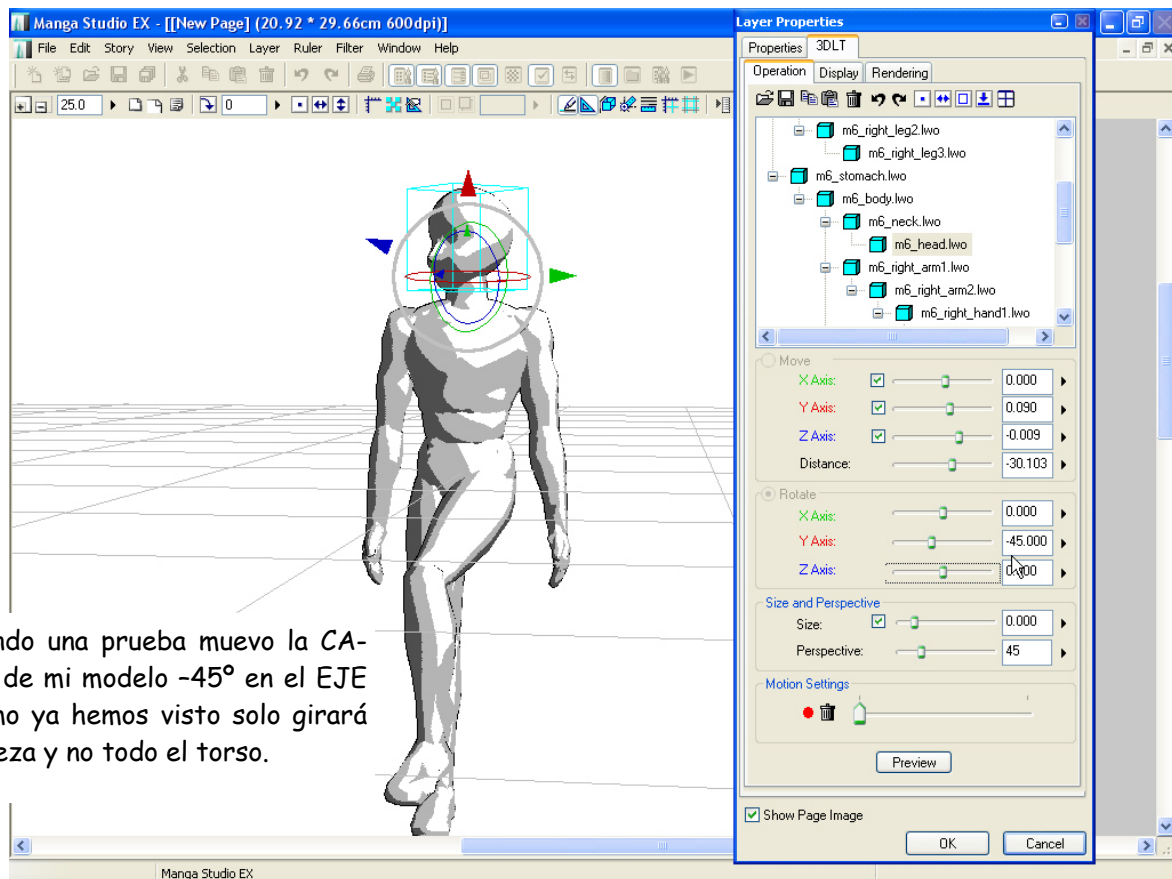 Manga Studio EX - [[New Page] (20.92 * 29.66cm 600dpi)]
File Edit Story View Selection Layer Ruler Filter Window Help
25.0 0
Layer Properties
Properties 3DLT
Operation Display Rendering
m6_right_leg2.lwo
m6_right_leg3.lwo
m6_stomach.lwo
m6_body.lwo
m6_neck.lwo
m6_head.lwo
m6_right_arm1.lwo
m6_right_arm2.lwo
m6_right_hand1.lwo
Move
X Axis: 0.000
Y Axis: 0.090
Z Axis: -0.009
Distance: -30.103
Rotate
X Axis: 0.000
Y Axis: -45.000
Z Axis:
Size and Perspective
Size: 0.000
Perspective: 45
Motion Settings
Preview
Show Page Image
OK Cancel
ndo una prueba muevo la CA-
de mi modelo -45º en el EJE
no ya hemos visto solo girará
eza y no todo el torso.
Manga Studio EX